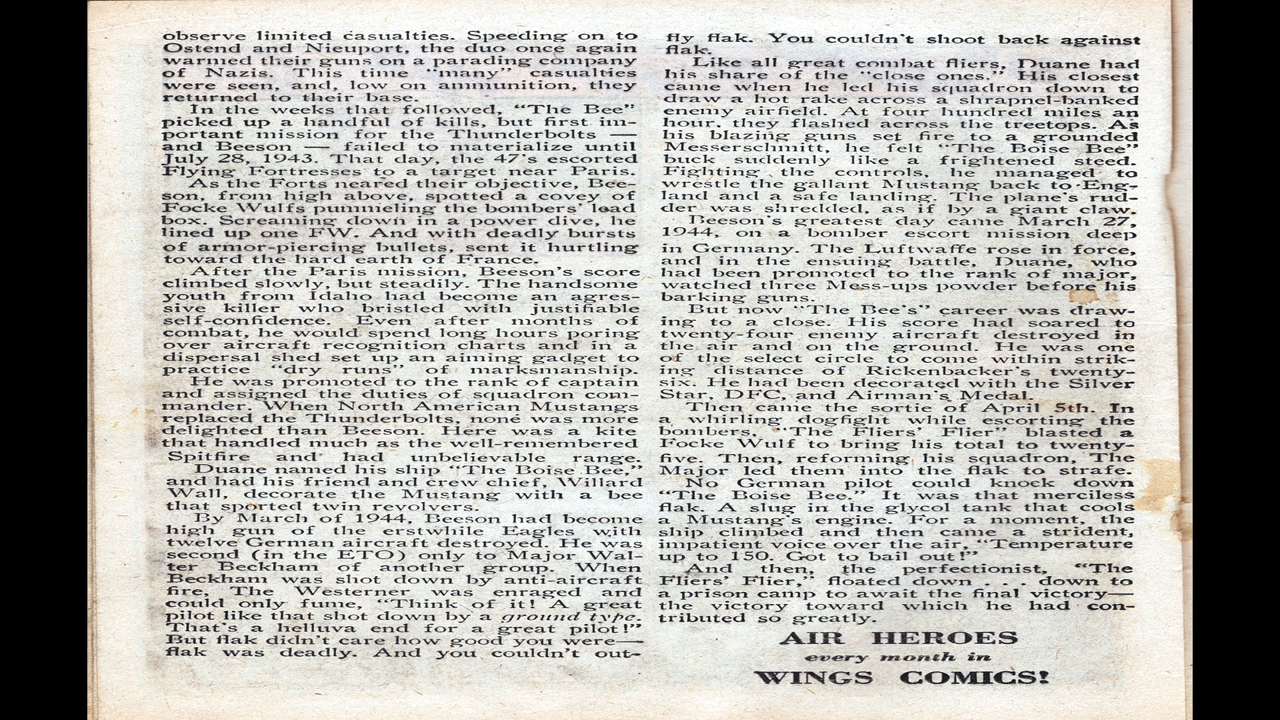 observe limited casualties. Speeding on to
Ostend and Nieuport, the duo once again
warmed their guns on a parading company
of Nazis. This time "many" casualties
were seen, and, low on ammunition, they
returned to their base.
In the weeks that followed, "The Bee"
picked up a handful of kills, but first im-
portant mission for the Thunderbolts —
and Beeson — failed to materialize until
July 28, 1943. That day, the 47's escorted
Flying Fortresses to a target near Paris.
As the Forts neared their objective, Bee-
son, from high above, spotted a covey of
Focke Wulfs pummeling the bombers' lead
box. Screaming down in a power dive, he
lined up one FW. And with deadly bursts
of armor-piercing bullets, sent it hurtling
toward the hard earth of France.
After the Paris mission, Beeson's score
climbed slowly, but steadily. The handsome
youth from Idaho had become an agres-
sive killer who bristled with justifiable
self-confidence. Even after months of
combat, he would spend long hours poring
over aircraft recognition charts and in a
dispersal shed set up an aiming gadget to
practice "dry runs" of marksmanship.
He was promoted to the rank of captain
and assigned the duties of squadron com-
mander. When North American Mustangs
replaced the Thunderbolts, none was more
delighted than Beeson. Here was a kite
that handled much as the well-remembered
Spitfire and had unbelievable range.
Duane named his ship "The Boise Bee,"
and had his friend and crew chief, Willard
Wall, decorate the Mustang with a bee
that sported twin revolvers.
By March of 1944, Beeson had become
high gun of the erstwhile Eagles with
twelve German aircraft destroyed. He was
second (in the ETO) only to Major Wal-
ter Beckham of another group. When
Beckham was shot down by anti-aircraft
fire, The Westerner was enraged and
could only fume, "Think of it! A great
pilot like that shot down by a ground type.
That's a helluva end for a great pilot!"
But flak didn't care how good you were—
flak was deadly. And you couldn't out-
fly flak. You couldn't shoot back against
flak.
Like all great combat fliers, Duane had
his share of the "close ones." His closest
came when he led his squadron down to
draw a hot rake across a shrapnel-banked
enemy airfield. At four hundred miles an
hour, they flashed across the treetops. As
his blazing guns set fire to a grounded
Messerschmitt, he felt "The Boise Bee"
buck suddenly like a frightened steed.
Fighting the controls, he managed to
wrestle the gallant Mustang back to Eng-
land and a safe landing. The plane's rud-
der was shredded, as if by a giant claw.
Beeson's greatest day came March 27,
1944, on a bomber escort mission deep
in Germany. The Luftwaffe rose in force,
and in the ensuing battle, Duane, who
had been promoted to the rank of major,
watched three Mess-ups powder before his
barking guns.
But now "The Bee's" career was draw-
ing to a close. His score had soared to
twenty-four enemy aircraft destroyed in
the air and on the ground. He was one
of the select circle to come within strik-
ing distance of Rickenbacker's twenty-
six. He had been decorated with the Silver
Star, DFC, and Airman's Medal.
Then came the sortie of April 5th. In
a whirling dogfight while escorting the
bombers, "The Fliers' Flier" blasted a
Focke Wulf to bring his total to twenty-
five. Then, reforming his squadron, The
Major led them into the flak to strafe.
No German pilot could knock down
"The Boise Bee." It was that merciless
flak. A slug in the glycol tank that cools
a Mustang's engine. For a moment, the
ship climbed and then came a strident,
impatient voice over the air, "Temperature
up to 150. Got to bail out!"
And then, the perfectionist, "The
Fliers' Flier," floated down . . . down to
a prison camp to await the final victory—
the victory toward which he had con-
tributed so greatly.
AIR HEROES
every month in
WINGS COMICS!